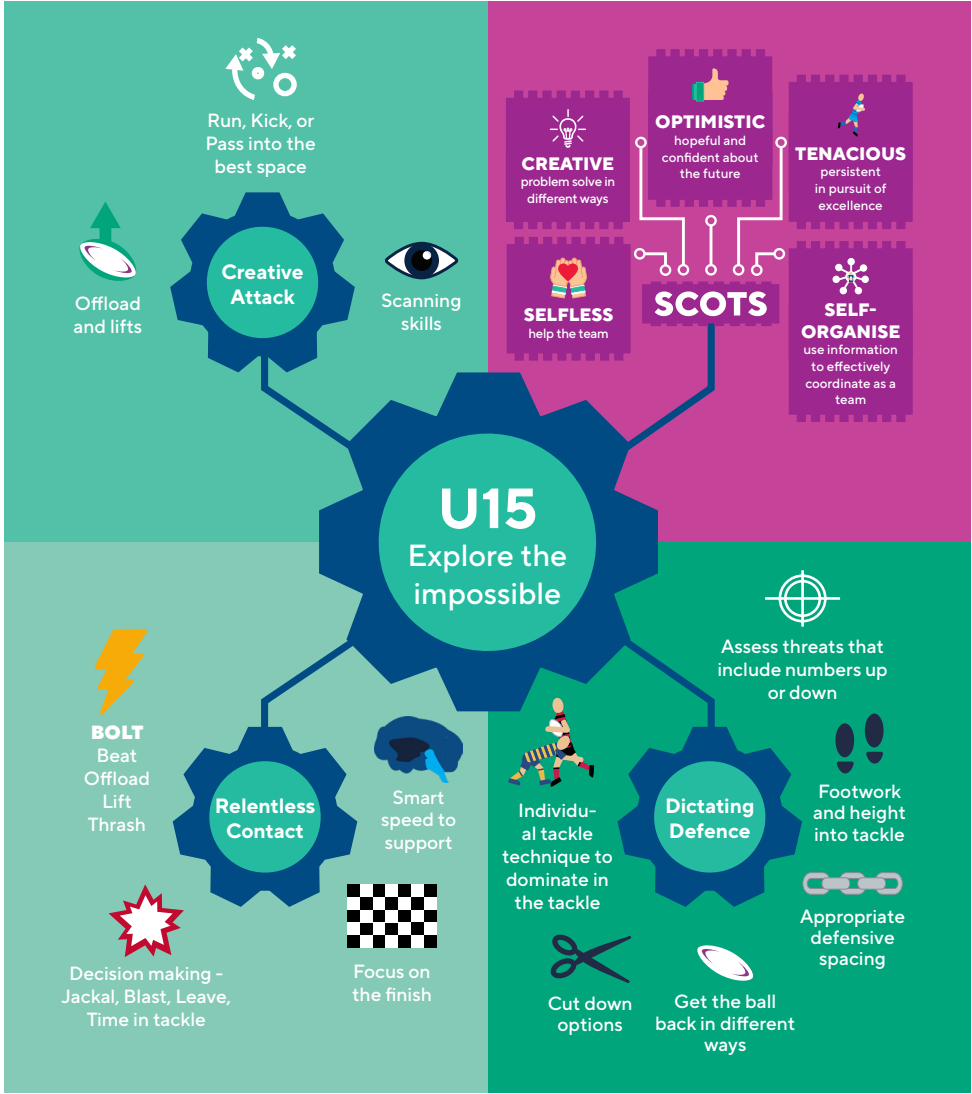 Run, Kick, or
Pass into the
best space
Offload
and lifts
Creative
Attack
Scanning
skills
CREATIVE
problem solve in
different ways
OPTIMISTIC
hopeful and
confident about
the future
TENACIOUS
persistent
in pursuit of
excellence
SELFLESS
help the team
SCOTS
SELF-
ORGANISE
use information
to effectively
coordinate as a
team
U15
Explore the
impossible
BOLT
Beat
Offload
Lift
Thrash
Relentless
Contact
Smart
speed to
support
Decision making -
Jackal, Blast, Leave,
Time in tackle
Focus on
the finish
Assess threats that
include numbers up
or down
Individu-
al tackle
technique to
dominate in
the tackle
Dictating
Defence
Footwork
and height
into tackle
Appropriate
defensive
spacing
Cut down
options
Get the ball
back in different
ways